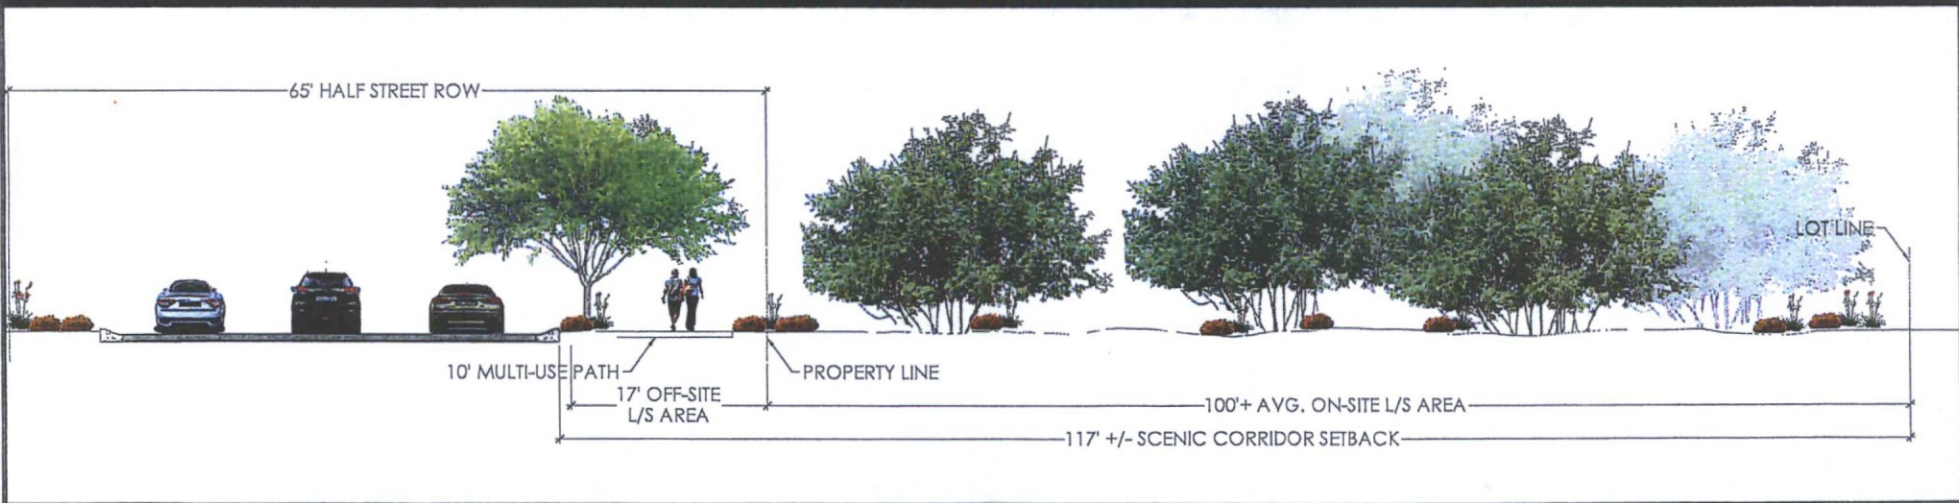 65' HALF STREET ROW
LOT LINE
10' MULTI-USE PATH
PROPERTY LINE
17' OFF-SITE
L/S AREA
100'+ AVG. ON-SITE L/S AREA
117' +/- SCENIC CORRIDOR SETBACK